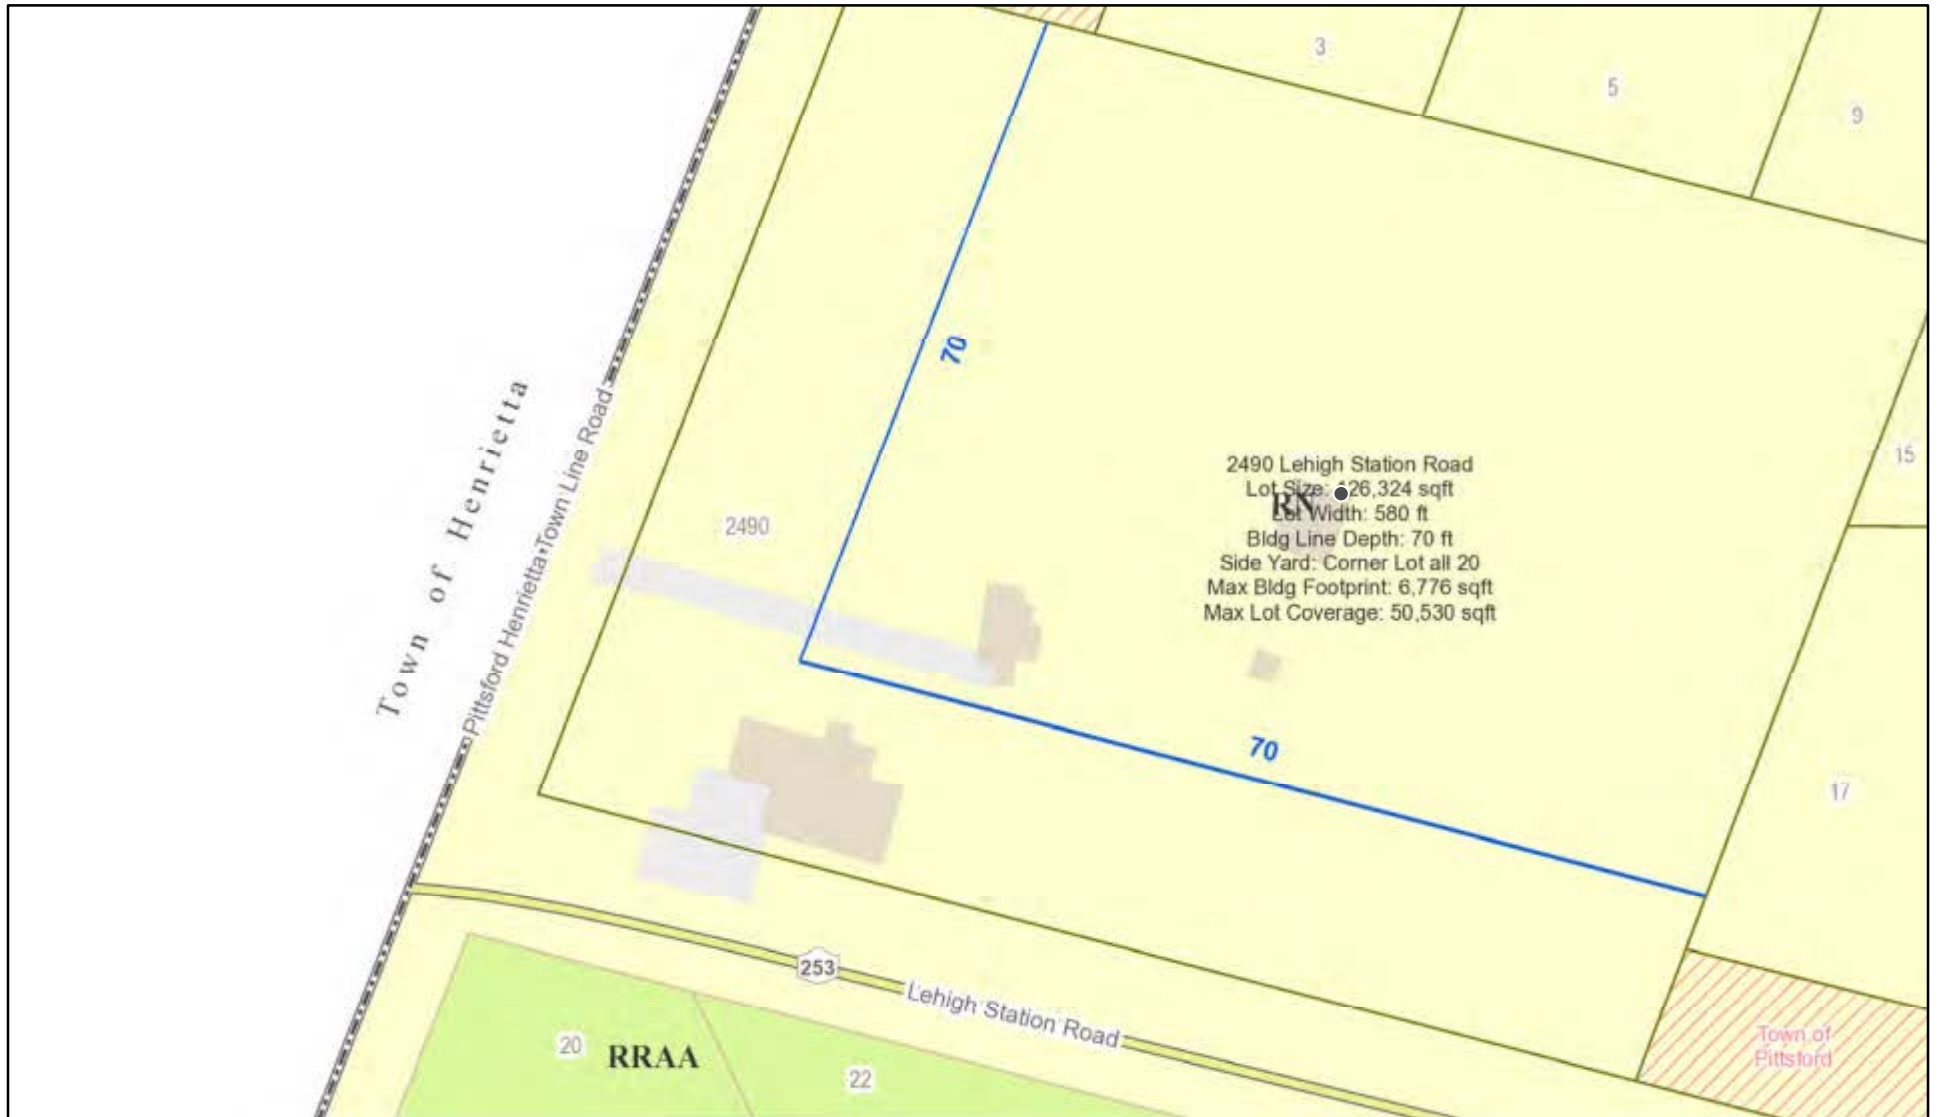 3
5
9
70
Town of Henrietta
Pittsford Henrietta Town Line Road
15
2490
2490 Lehigh Station Road
Lot Size: 126,324 sqft
RN
Lot Width: 580 ft
Bldg Line Depth: 70 ft
Side Yard: Corner Lot all 20
Max Bldg Footprint: 6,776 sqft
Max Lot Coverage: 50,530 sqft
70
17
253
Lehigh Station Road
20
RRAA
22
Town of
Pittsford